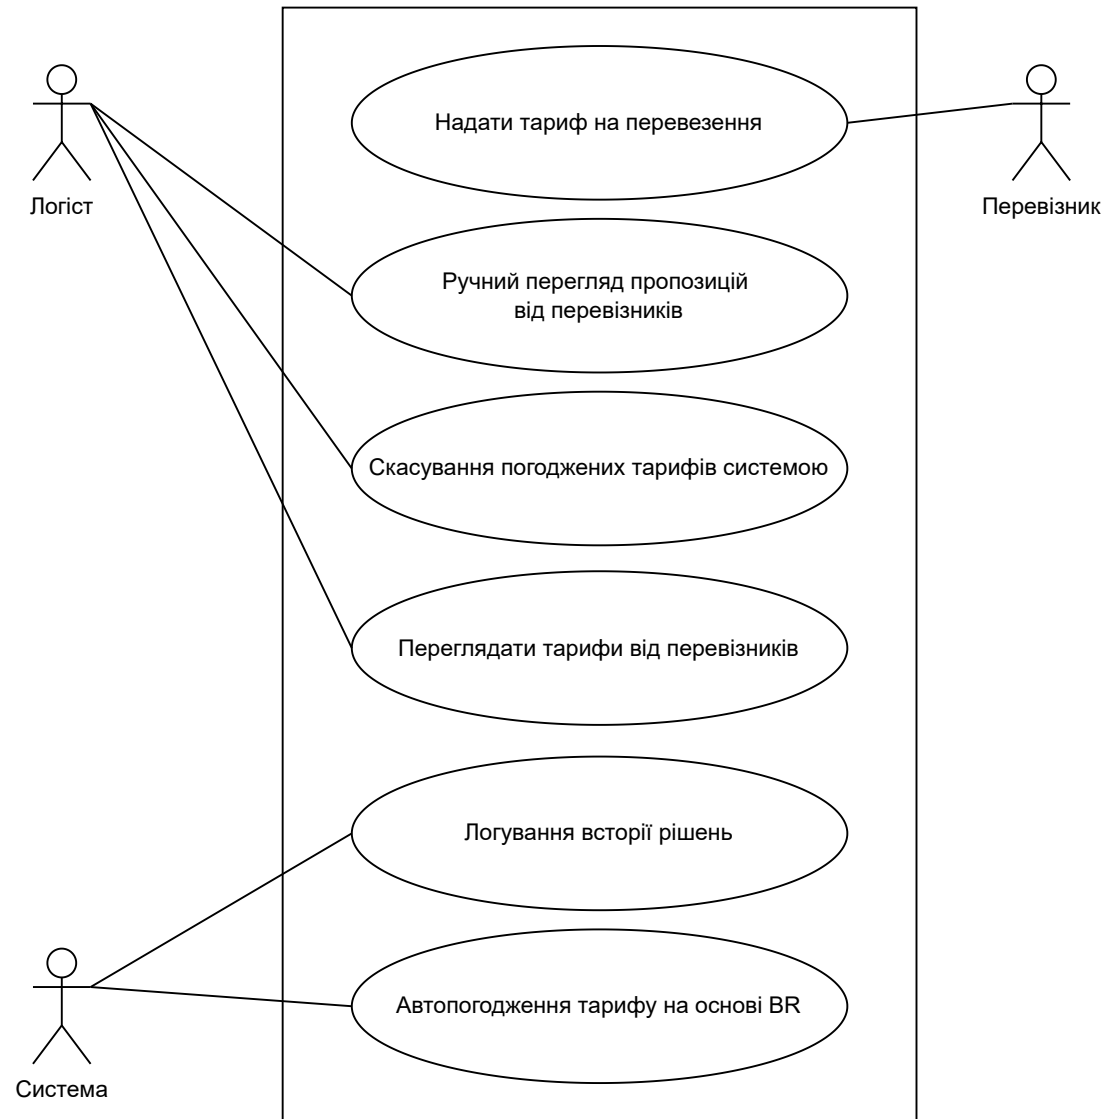 Надати тариф на перевезення
Логіст
Перевізник
Ручний перегляд пропозицій
від перевізників
Скасування погоджених тарифів системою
Переглядати тарифи від перевізників
Логування всторії рішень
Автопогодження тарифу на основі BR
Система